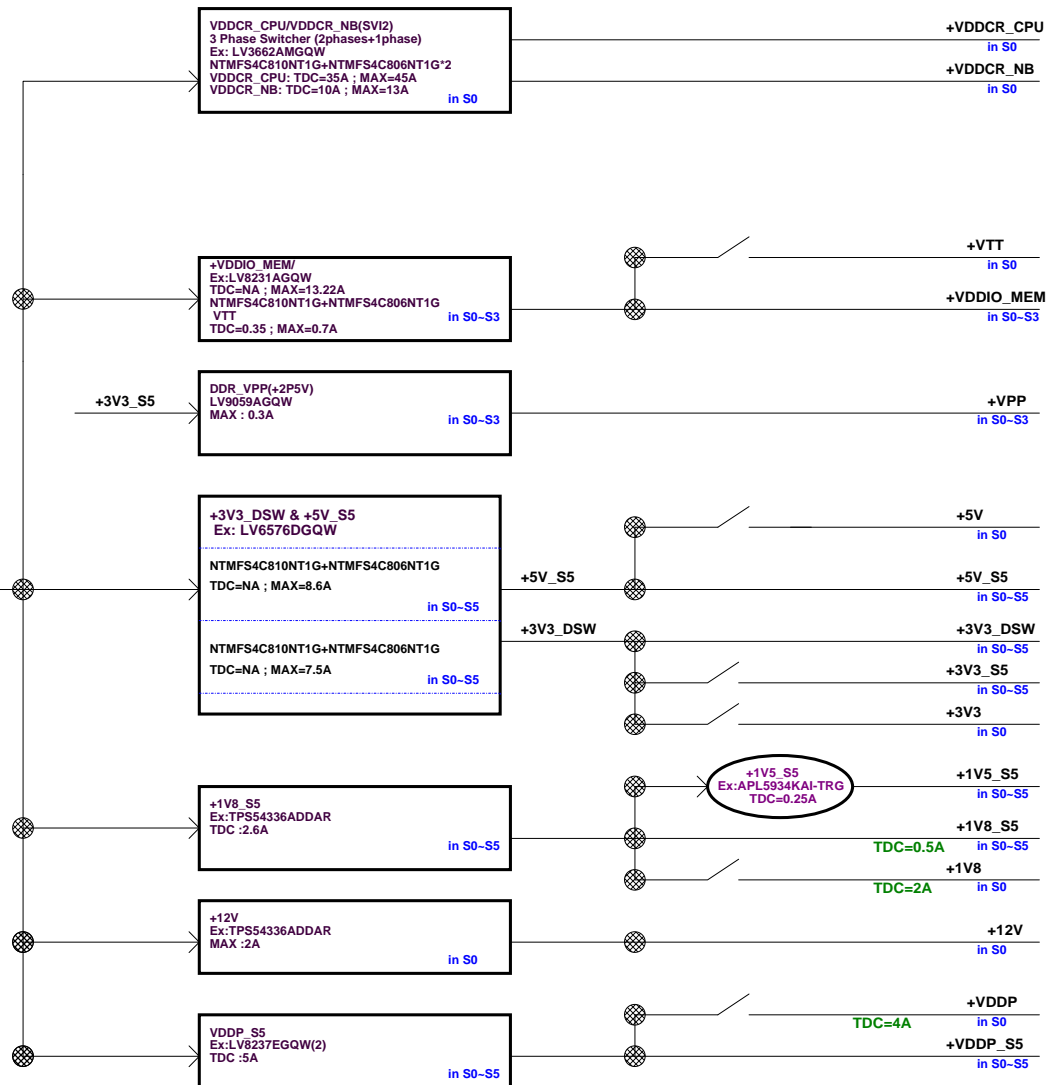 VDDCR_CPU/VDDCR_NB(SVI2)
3 Phase Switcher (2phases+1phase)
Ex: LV3662AMGQW
NTMFS4C810NT1G+NTMFS4C806NT1G*2
VDDCR_CPU: TDC=35A ; MAX=45A
VDDCR_NB: TDC=10A ; MAX=13A
in S0
+VDDCR_CPU
in S0
+VDDCR_NB
in S0
+VDDIO_MEM/
Ex:LV8231AGQW
TDC=NA ; MAX=13.22A
NTMFS4C810NT1G+NTMFS4C806NT1G
VTT
TDC=0.35 ; MAX=0.7A
in S0~S3
+VTT
in S0
+VDDIO_MEM
in S0~S3
+3V3_S5
DDR_VPP(+2P5V)
LV9059AGQW
MAX : 0.3A
in S0~S3
+VPP
in S0~S3
+3V3_DSW & +5V_S5
Ex: LV6576DGQW
NTMFS4C810NT1G+NTMFS4C806NT1G
TDC=NA ; MAX=8.6A
in S0~S5
NTMFS4C810NT1G+NTMFS4C806NT1G
TDC=NA ; MAX=7.5A
in S0~S5
+5V_S5
+3V3_DSW
+5V
in S0
+5V_S5
in S0~S5
+3V3_DSW
in S0~S5
+3V3_S5
in S0~S5
+3V3
in S0
+1V8_S5
Ex:TPS54336ADDAR
TDC :2.6A
in S0~S5
+1V5_S5
Ex:APL5934KAI-TRG
TDC=0.25A
+1V5_S5
in S0~S5
+1V8_S5
TDC=0.5A
in S0~S5
+1V8
TDC=2A
in S0
+12V
Ex:TPS54336ADDAR
MAX :2A
in S0
+12V
in S0
VDDP_S5
Ex:LV8237EGQW(2)
TDC :5A
in S0~S5
+VDDP
TDC=4A
in S0
+VDDP_S5
in S0~S5